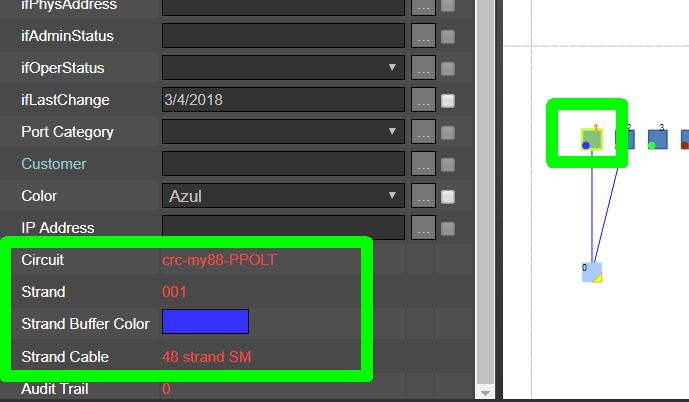 ifPhysAddress
ifAdminStatus ...
ifOperStatus ...
ifLastChange 3/4/2018 ...
Port Category ...
Customer ...
Color Azul ...
IP Address ...
Circuit crc-my88-PPOLT
Strand 001
Strand Buffer Color
Strand Cable 48 strand SM
Audit Trail 0
1 2 3
0